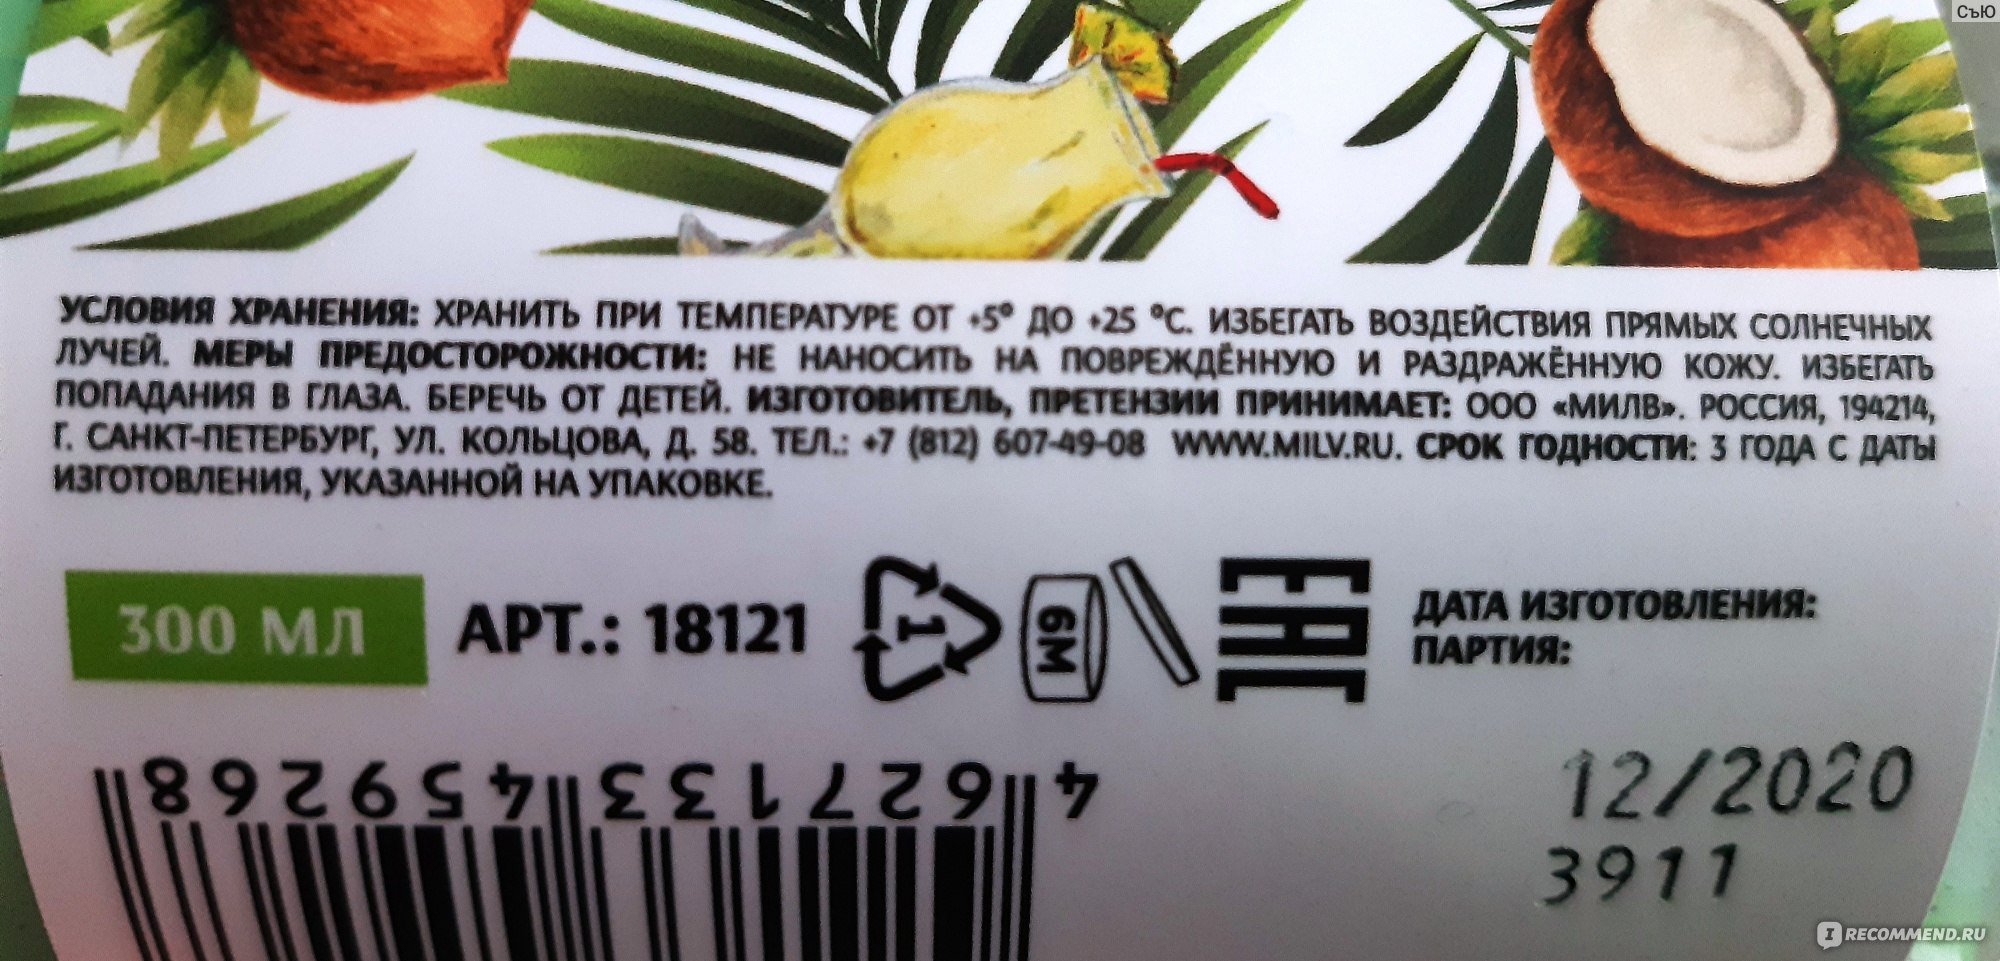 СъЮ
УСЛОВИЯ ХРАНЕНИЯ: ХРАНИТЬ ПРИ ТЕМПЕРАТУРЕ ОТ +5° ДО +25 °С. ИЗБЕГАТЬ ВОЗДЕЙСТВИЯ ПРЯМЫХ СОЛНЕЧНЫХ
ЛУЧЕЙ. МЕРЫ ПРЕДОСТОРОЖНОСТИ: НЕ НАНОСИТЬ НА ПОВРЕЖДЁННУЮ И РАЗДРАЖЁННУЮ КОЖУ. ИЗБЕГАТЬ
ПОПАДАНИЯ В ГЛАЗА. БЕРЕЧЬ ОТ ДЕТЕЙ. ИЗГОТОВИТЕЛЬ, ПРЕТЕНЗИИ ПРИНИМАЕТ: ООО «МИЛВ». РОССИЯ, 194214,
Г. САНКТ-ПЕТЕРБУРГ, УЛ. КОЛЬЦОВА, Д. 58. ТЕЛ.: +7 (812) 607-49-08 WWW.MILV.RU. СРОК ГОДНОСТИ: 3 ГОДА С ДАТЫ
ИЗГОТОВЛЕНИЯ, УКАЗАННОЙ НА УПАКОВКЕ.
300 МЛ АРТ.: 18121 1 6M EAC
ДАТА ИЗГОТОВЛЕНИЯ:
ПАРТИЯ:
4 627133 459268
12/2020
3911
IRECOMMEND.RU